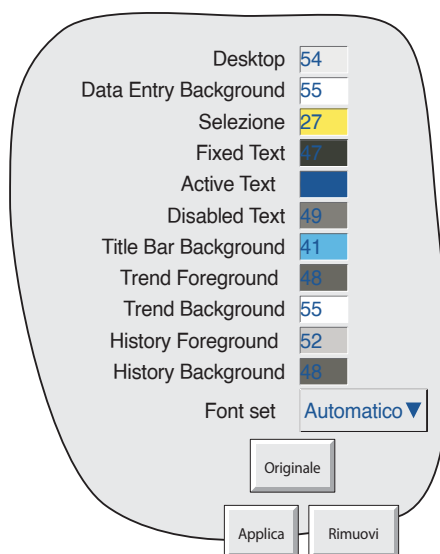 Desktop 54
Data Entry Background 55
Selezione 27
Fixed Text 47
Active Text
Disabled Text 49
Title Bar Background 41
Trend Foreground 48
Trend Background 55
History Foreground 52
History Background 48
Font set Automatico▼
Originale
Applica Rimuovi